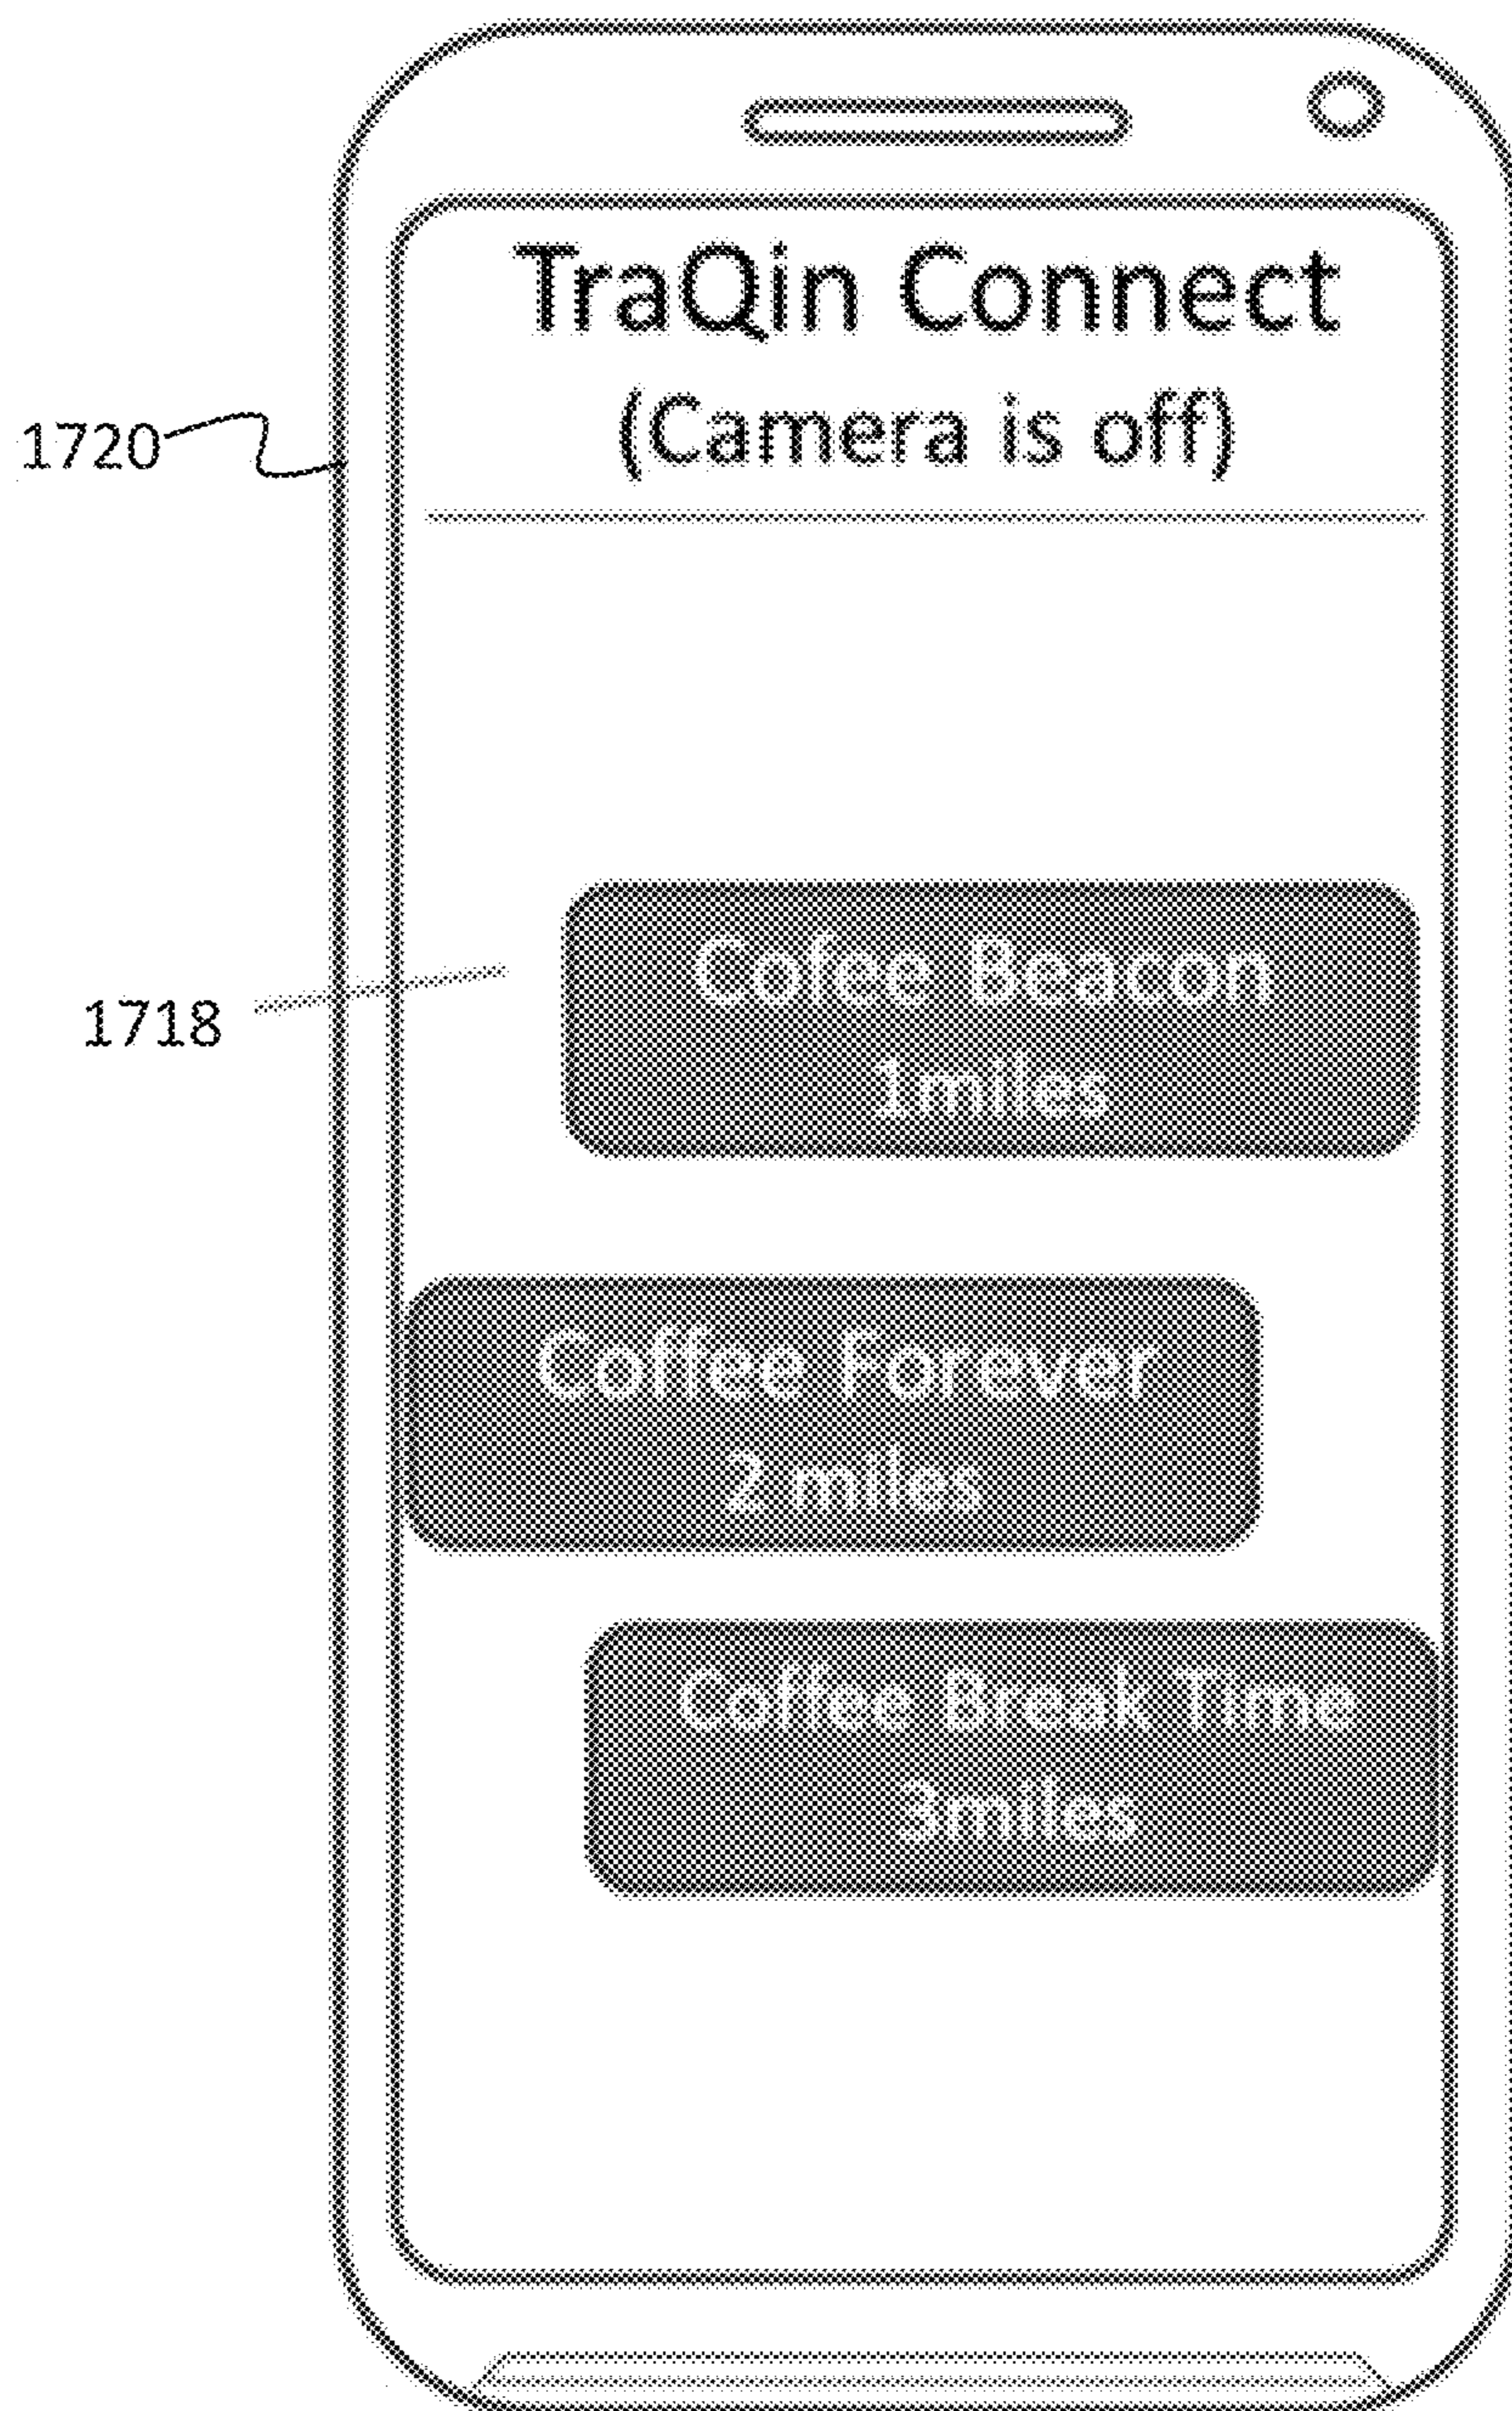 TraQin Connect
(Camera is off)
1720
Cofee Beacon
1miles
1718
Coffee Forever
2 miles
Coffee Break Time
3miles